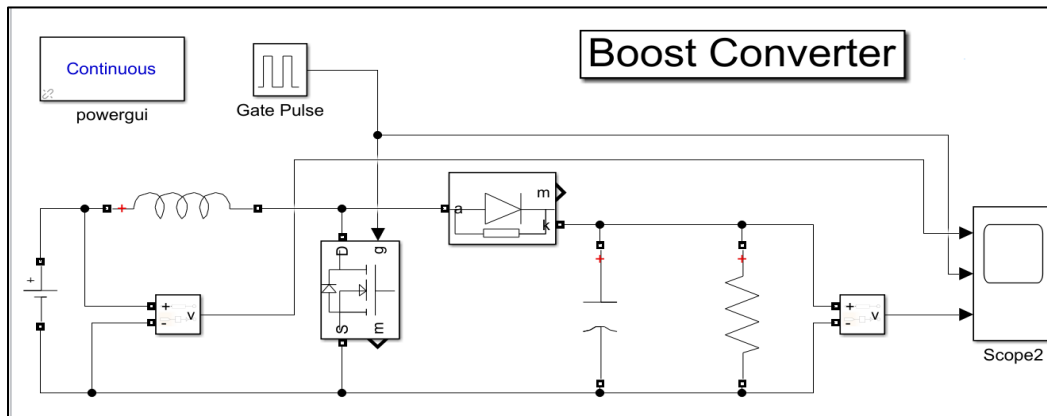 Boost Converter
Continuous
powergui
Gate Pulse
m
a
k
D
g
S
m
+
+
-
v
+
+
+
+
-
v
Scope2